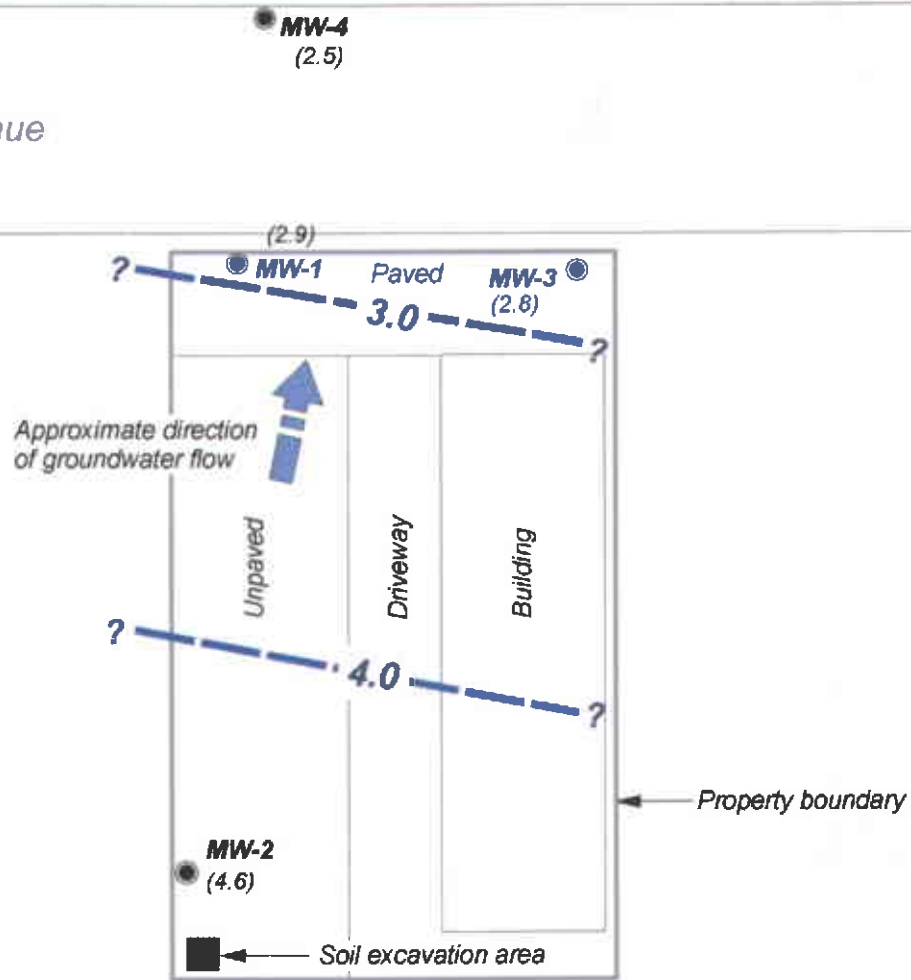 MW-4
(2.5)
(2.9)
? MW-1 Paved MW-3
(2.8)
3.0
?
Approximate direction
of groundwater flow
Unpaved
Driveway
Building
?
4.0
?
Property boundary
MW-2
(4.6)
Soil excavation area